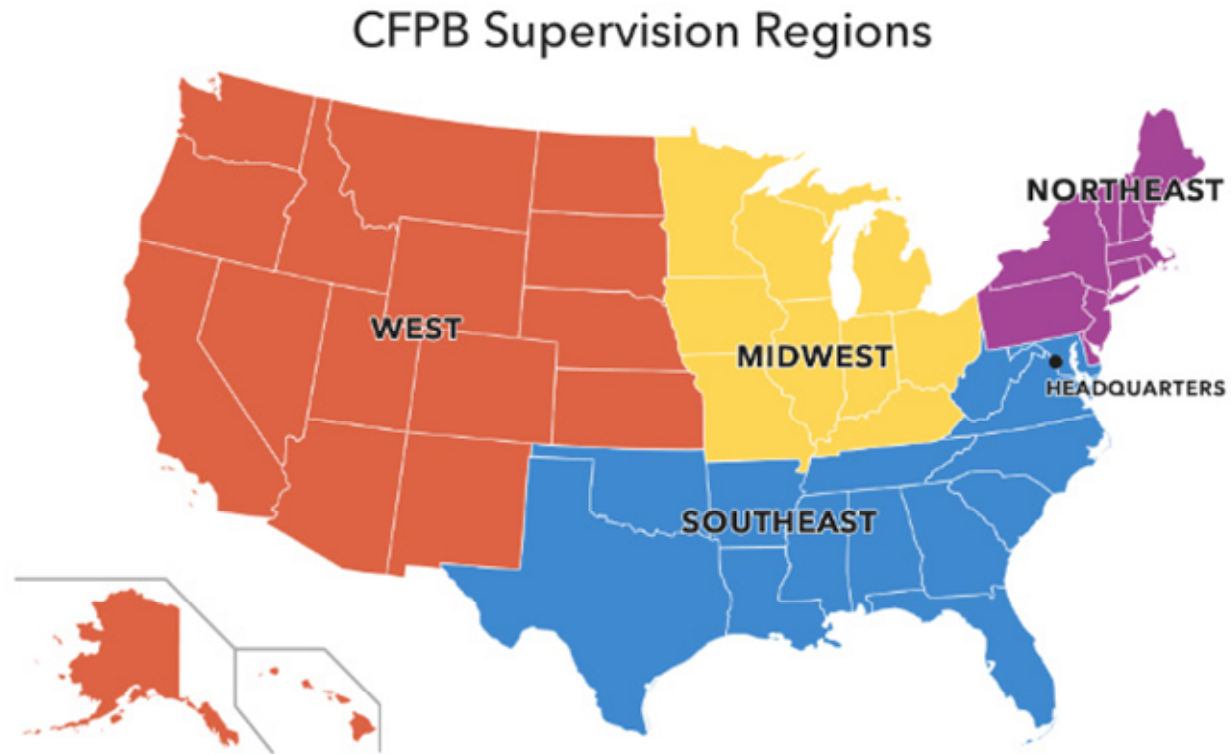 CFPB Supervision Regions
NORTHEAST
WEST
MIDWEST
HEADQUARTERS
SOUTHEAST